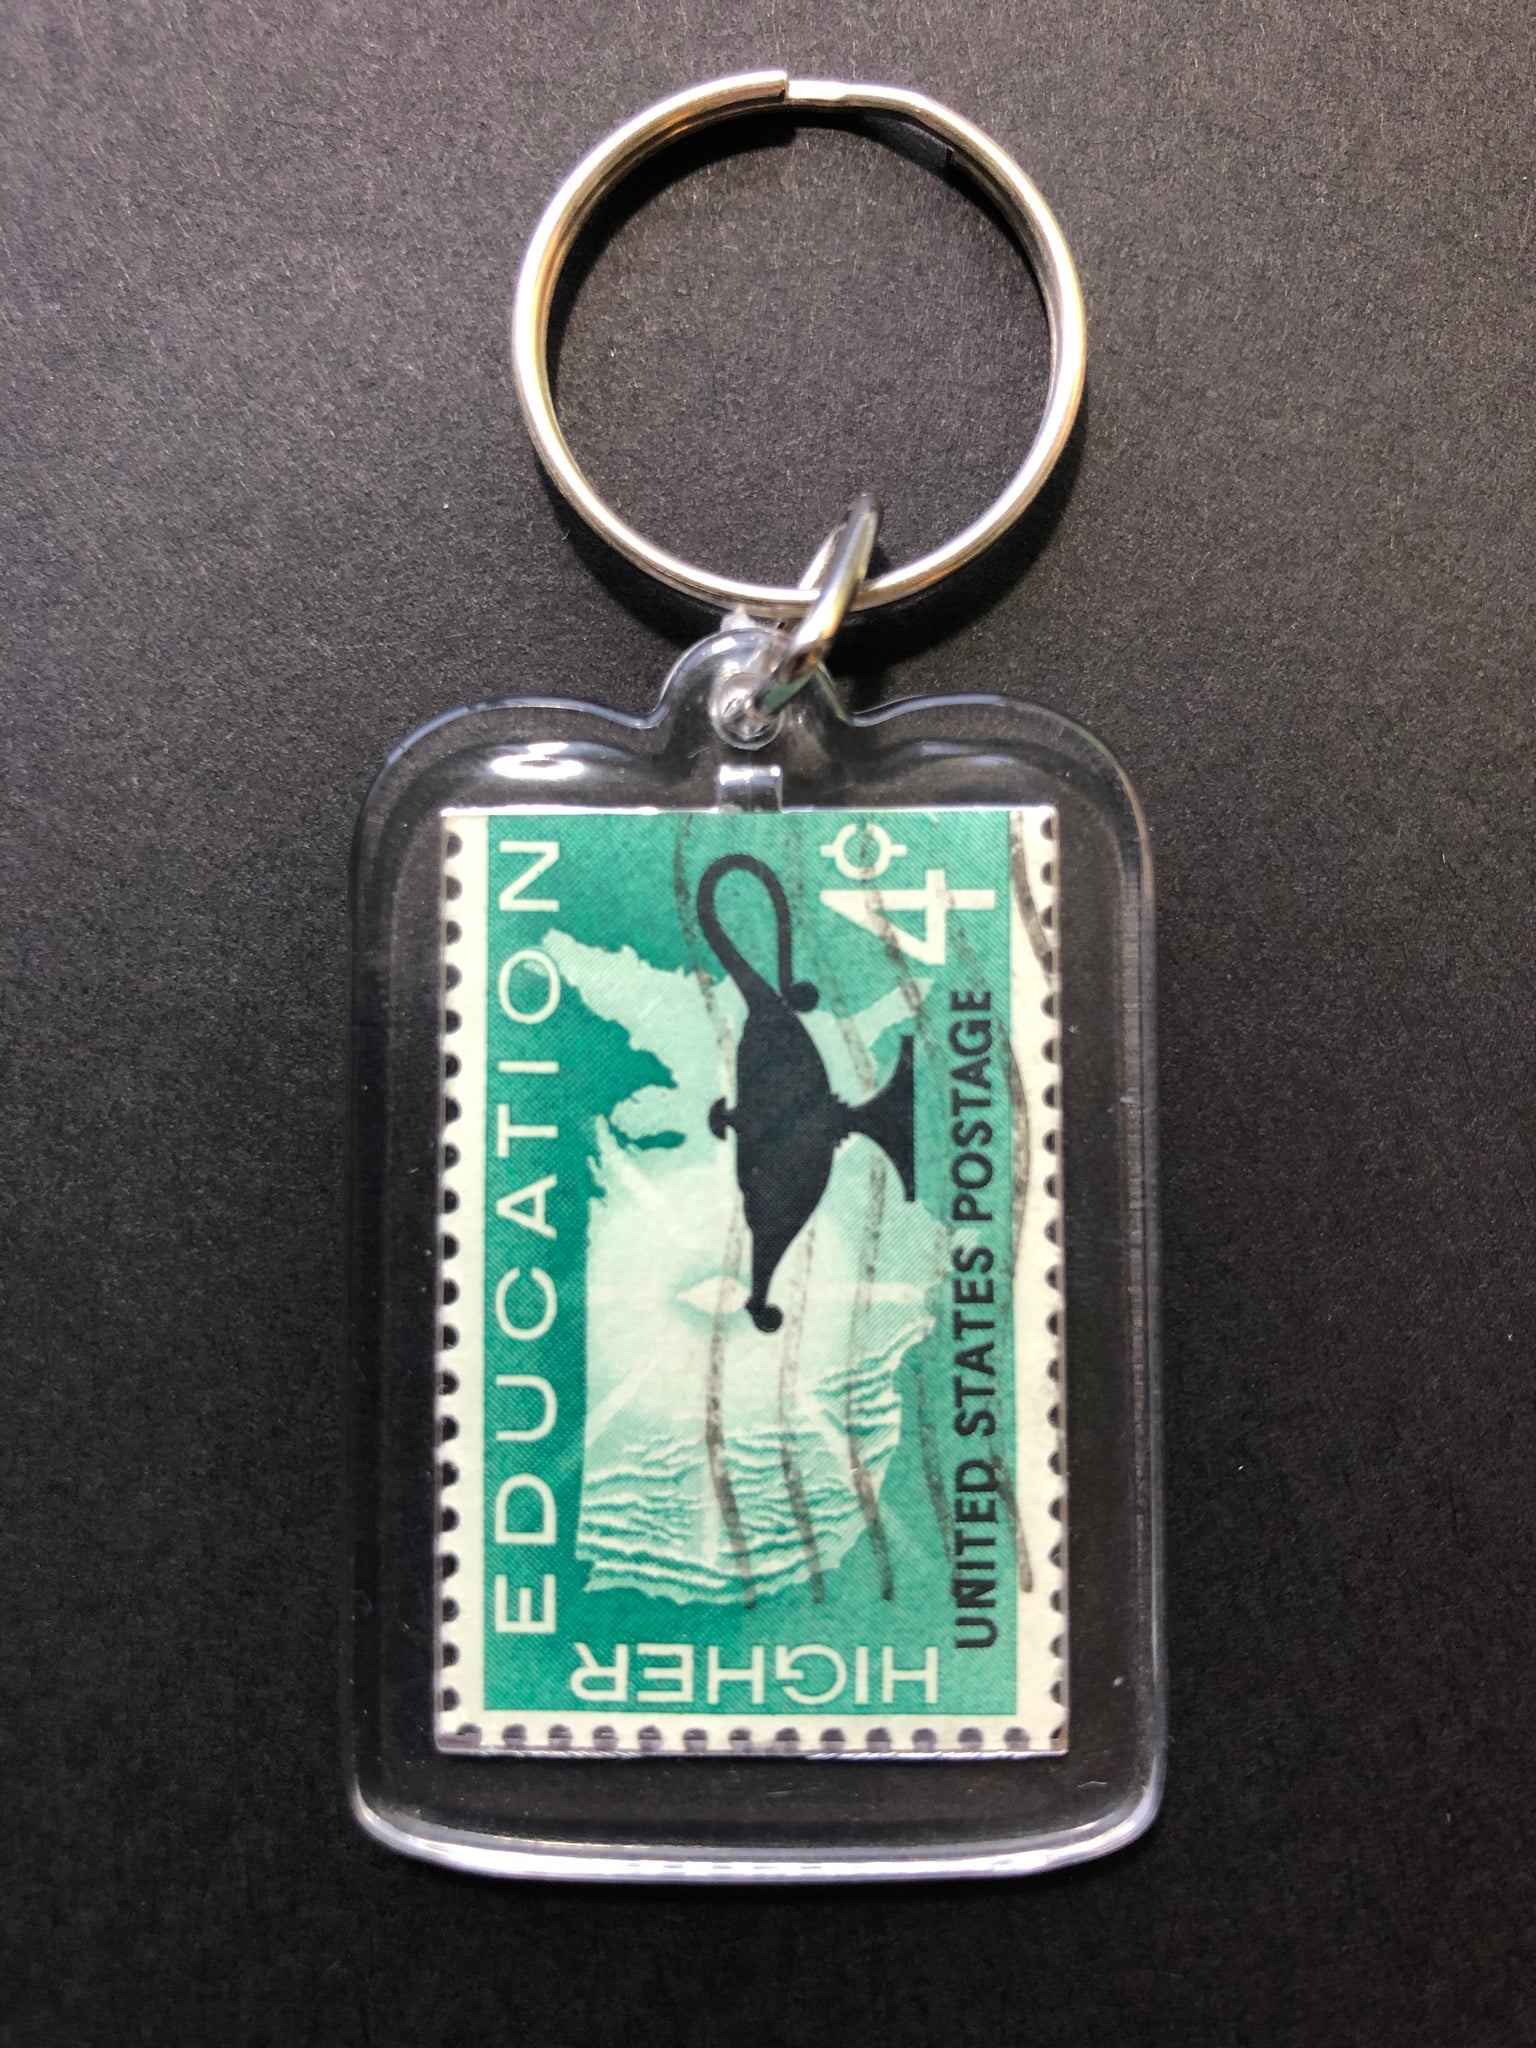 HIGHER
EDUCATION
4¢
UNITED STATES POSTAGE